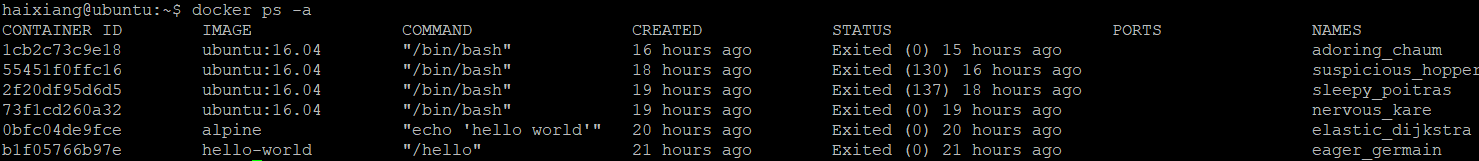 haixiang@ubuntu:~$ docker ps -a
CONTAINER ID IMAGE COMMAND CREATED STATUS PORTS NAMES
1cb2c73c9e18 ubuntu:16.04 "/bin/bash" 16 hours ago Exited (0) 15 hours ago adoring_chaum
55451f0ffc16 ubuntu:16.04 "/bin/bash" 18 hours ago Exited (130) 16 hours ago suspicious_hopper
2f20df95d6d5 ubuntu:16.04 "/bin/bash" 19 hours ago Exited (137) 18 hours ago sleepy_poitras
73f1cd260a32 ubuntu:16.04 "/bin/bash" 19 hours ago Exited (0) 19 hours ago nervous_kare
0bfc04de9fce alpine "echo 'hello world'" 20 hours ago Exited (0) 20 hours ago elastic_dijkstra
b1f05766b97e hello-world "/hello" 21 hours ago Exited (0) 21 hours ago eager_germain